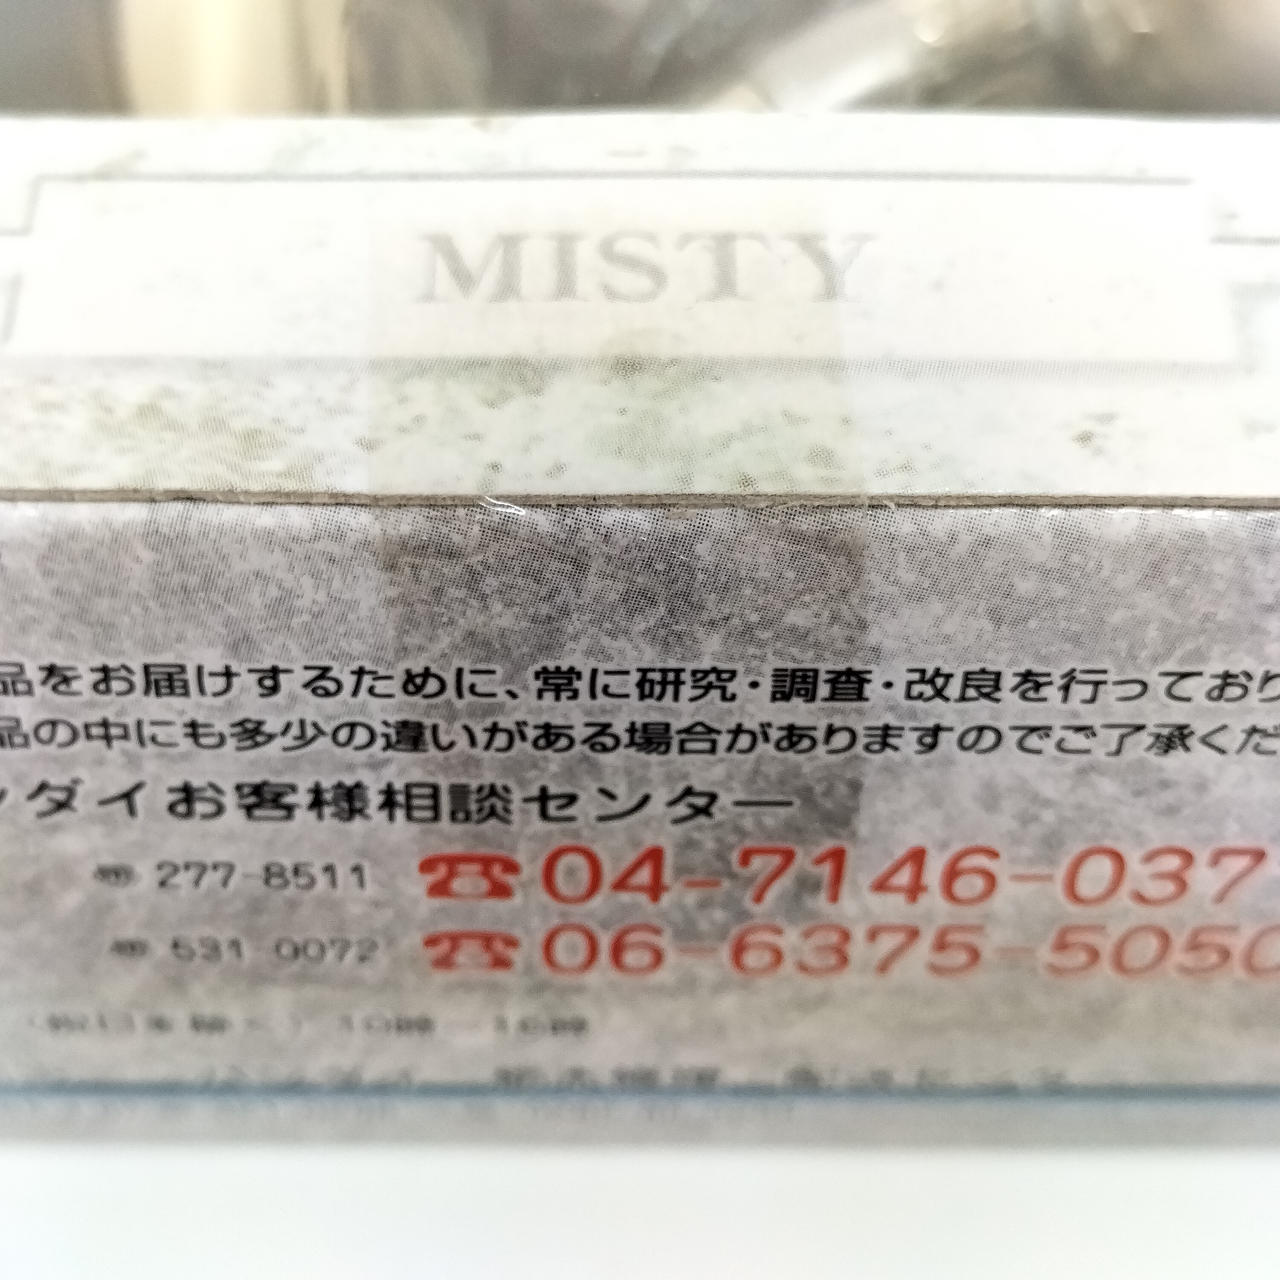 MISTY
品をお届けするために、常に研究・調査・改良を行っており
品の中にも多少の違いがある場合がありますのでご了承くだ
ンダイお客様相談センター
〒277-8511 ☎04-7146-037
〒531-0072 ☎06-6375-5050